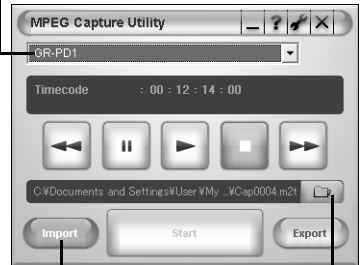 MPEG Capture Utility
GR-PD1
Timecode : 00 : 12 : 14 : 00
C:¥Documents and Settings¥User¥My ...¥Cap0004.m2t
Import Start Export